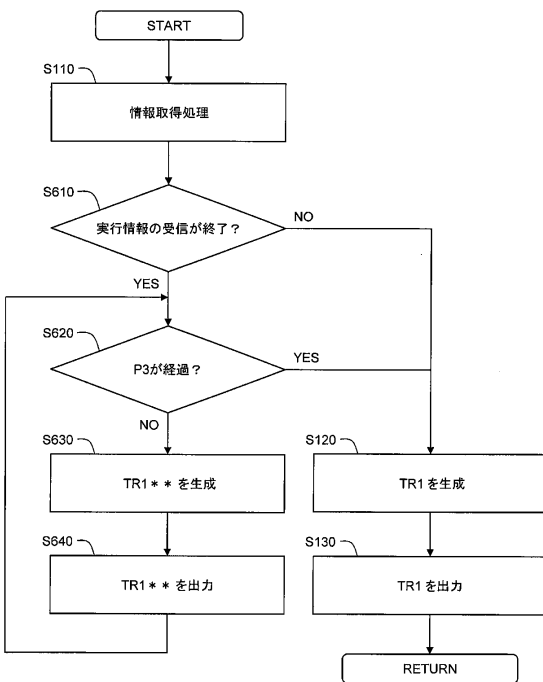 START
S110
情報取得処理
S610
実行情報の受信が終了？
NO
YES
S620
P3が経過？
YES
NO
S630
TR1＊＊を生成
S120
TR1を生成
S640
TR1＊＊を出力
S130
TR1を出力
RETURN